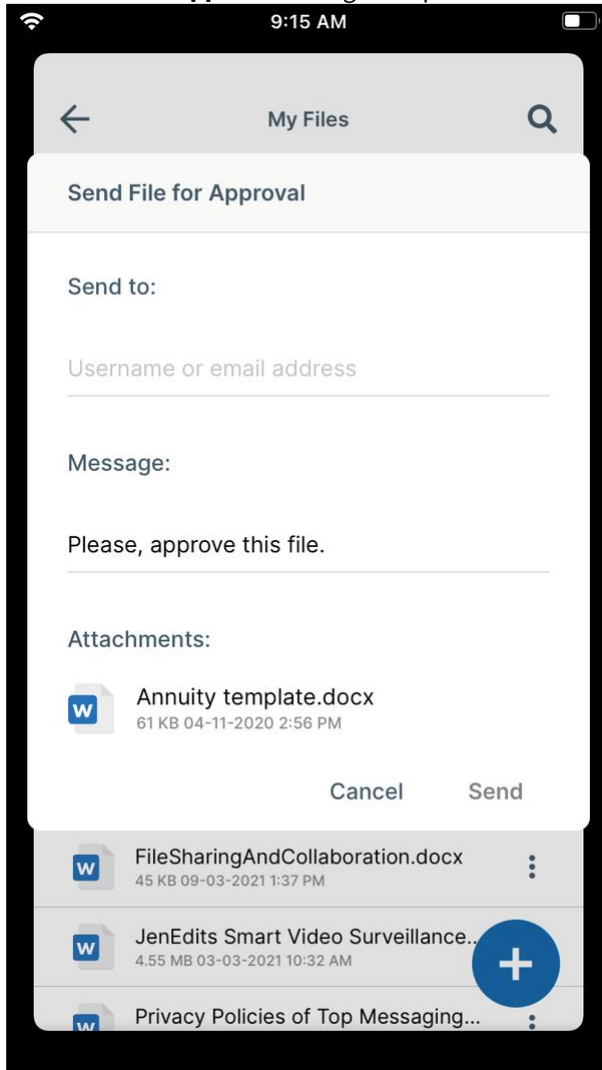 9:15 AM
My Files
Send File for Approval
Send to:
Username or email address
Message:
Please, approve this file.
Attachments:
Annuity template.docx
61 KB 04-11-2020 2:56 PM
Cancel Send
FileSharingAndCollaboration.docx
45 KB 09-03-2021 1:37 PM
JenEdits Smart Video Surveillance..
4.55 MB 03-03-2021 10:32 AM
Privacy Policies of Top Messaging...